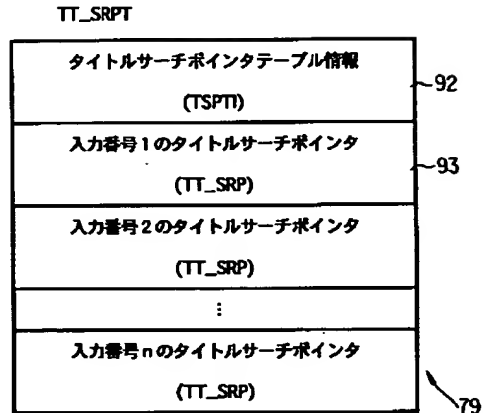 TT_SRPT
タイトルサーチポインタテーブル情報
(TSPTI)
92
入力番号1のタイトルサーチポインタ
(TT_SRP)
93
入力番号2のタイトルサーチポインタ
(TT_SRP)
⋮
入力番号nのタイトルサーチポインタ
(TT_SRP)
79